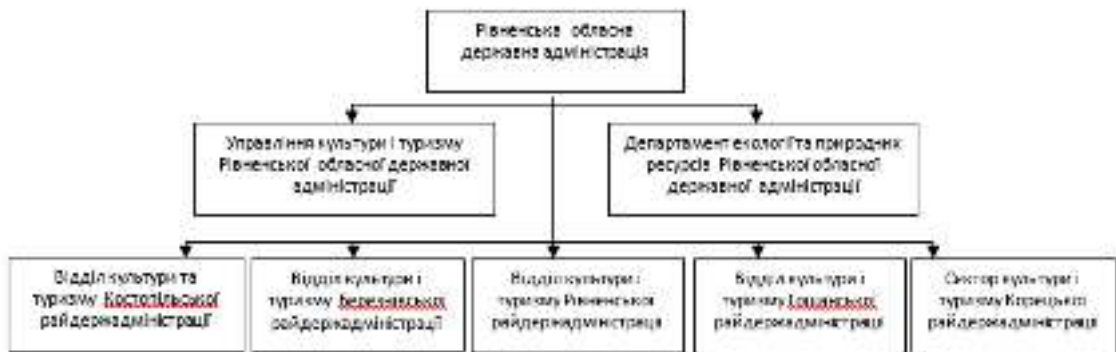 Рівненська обласна
державна адміністрація
Управління культури і туризму
Рівненської обласної державної
адміністрації
Департамент екології та природних
ресурсів Рівненської обласної
державної адміністрації
Відділ культури та
туризму Костопільської
райдержадміністрації
Відділ культури і
туризму Березнівської
райдержадміністрації
Відділ культури і
туризму Рівненської
райдержадміністрації
Відділ культури і
туризму Гощанської
райдержадміністрації
Сектор культури і
туризму Корецької
райдержадміністрації